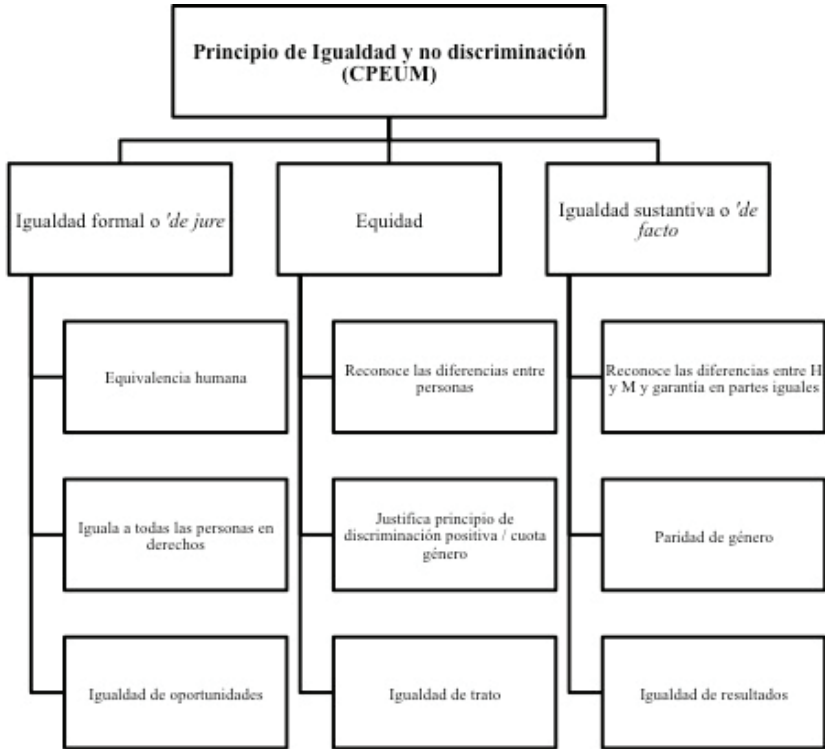 Principio de Igualdad y no discriminación
(CPEUM)
Igualdad formal o 'de jure
Equidad
Igualdad sustantiva o 'de
facto
Equivalencia humana
Reconoce las diferencias entre
personas
Reconoce las diferencias entre H
y M y garantía en partes iguales
Iguala a todas las personas en
derechos
Justifica principio de
discriminación positiva / cuota
género
Paridad de género
Igualdad de oportunidades
Igualdad de trato
Igualdad de resultados